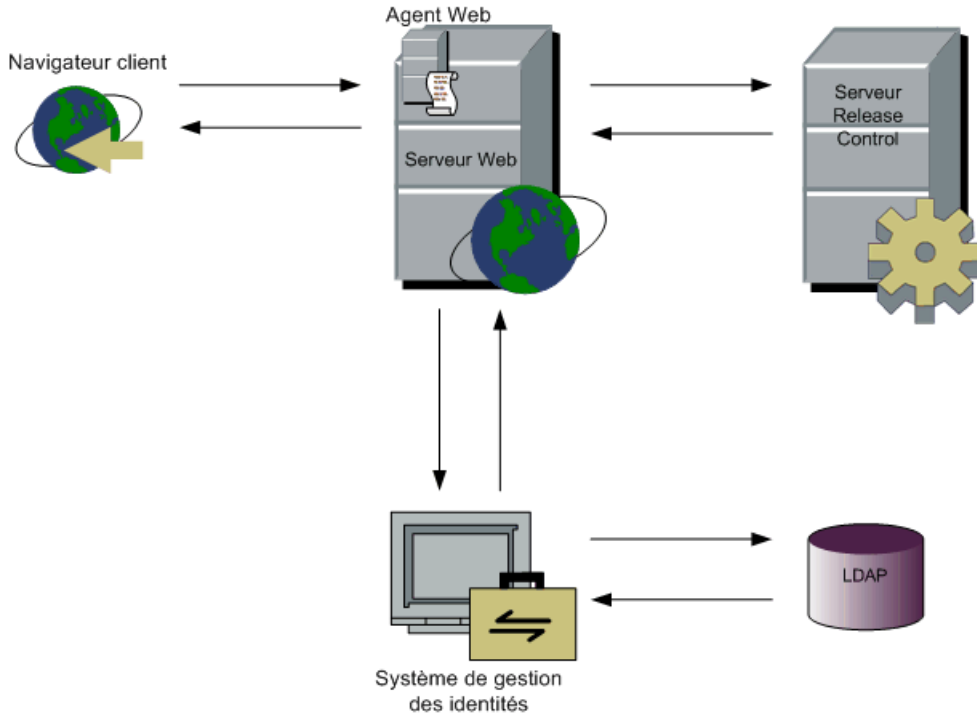 Agent Web
Navigateur client
Serveur Web
Serveur
Release
Control
LDAP
Système de gestion
des identités